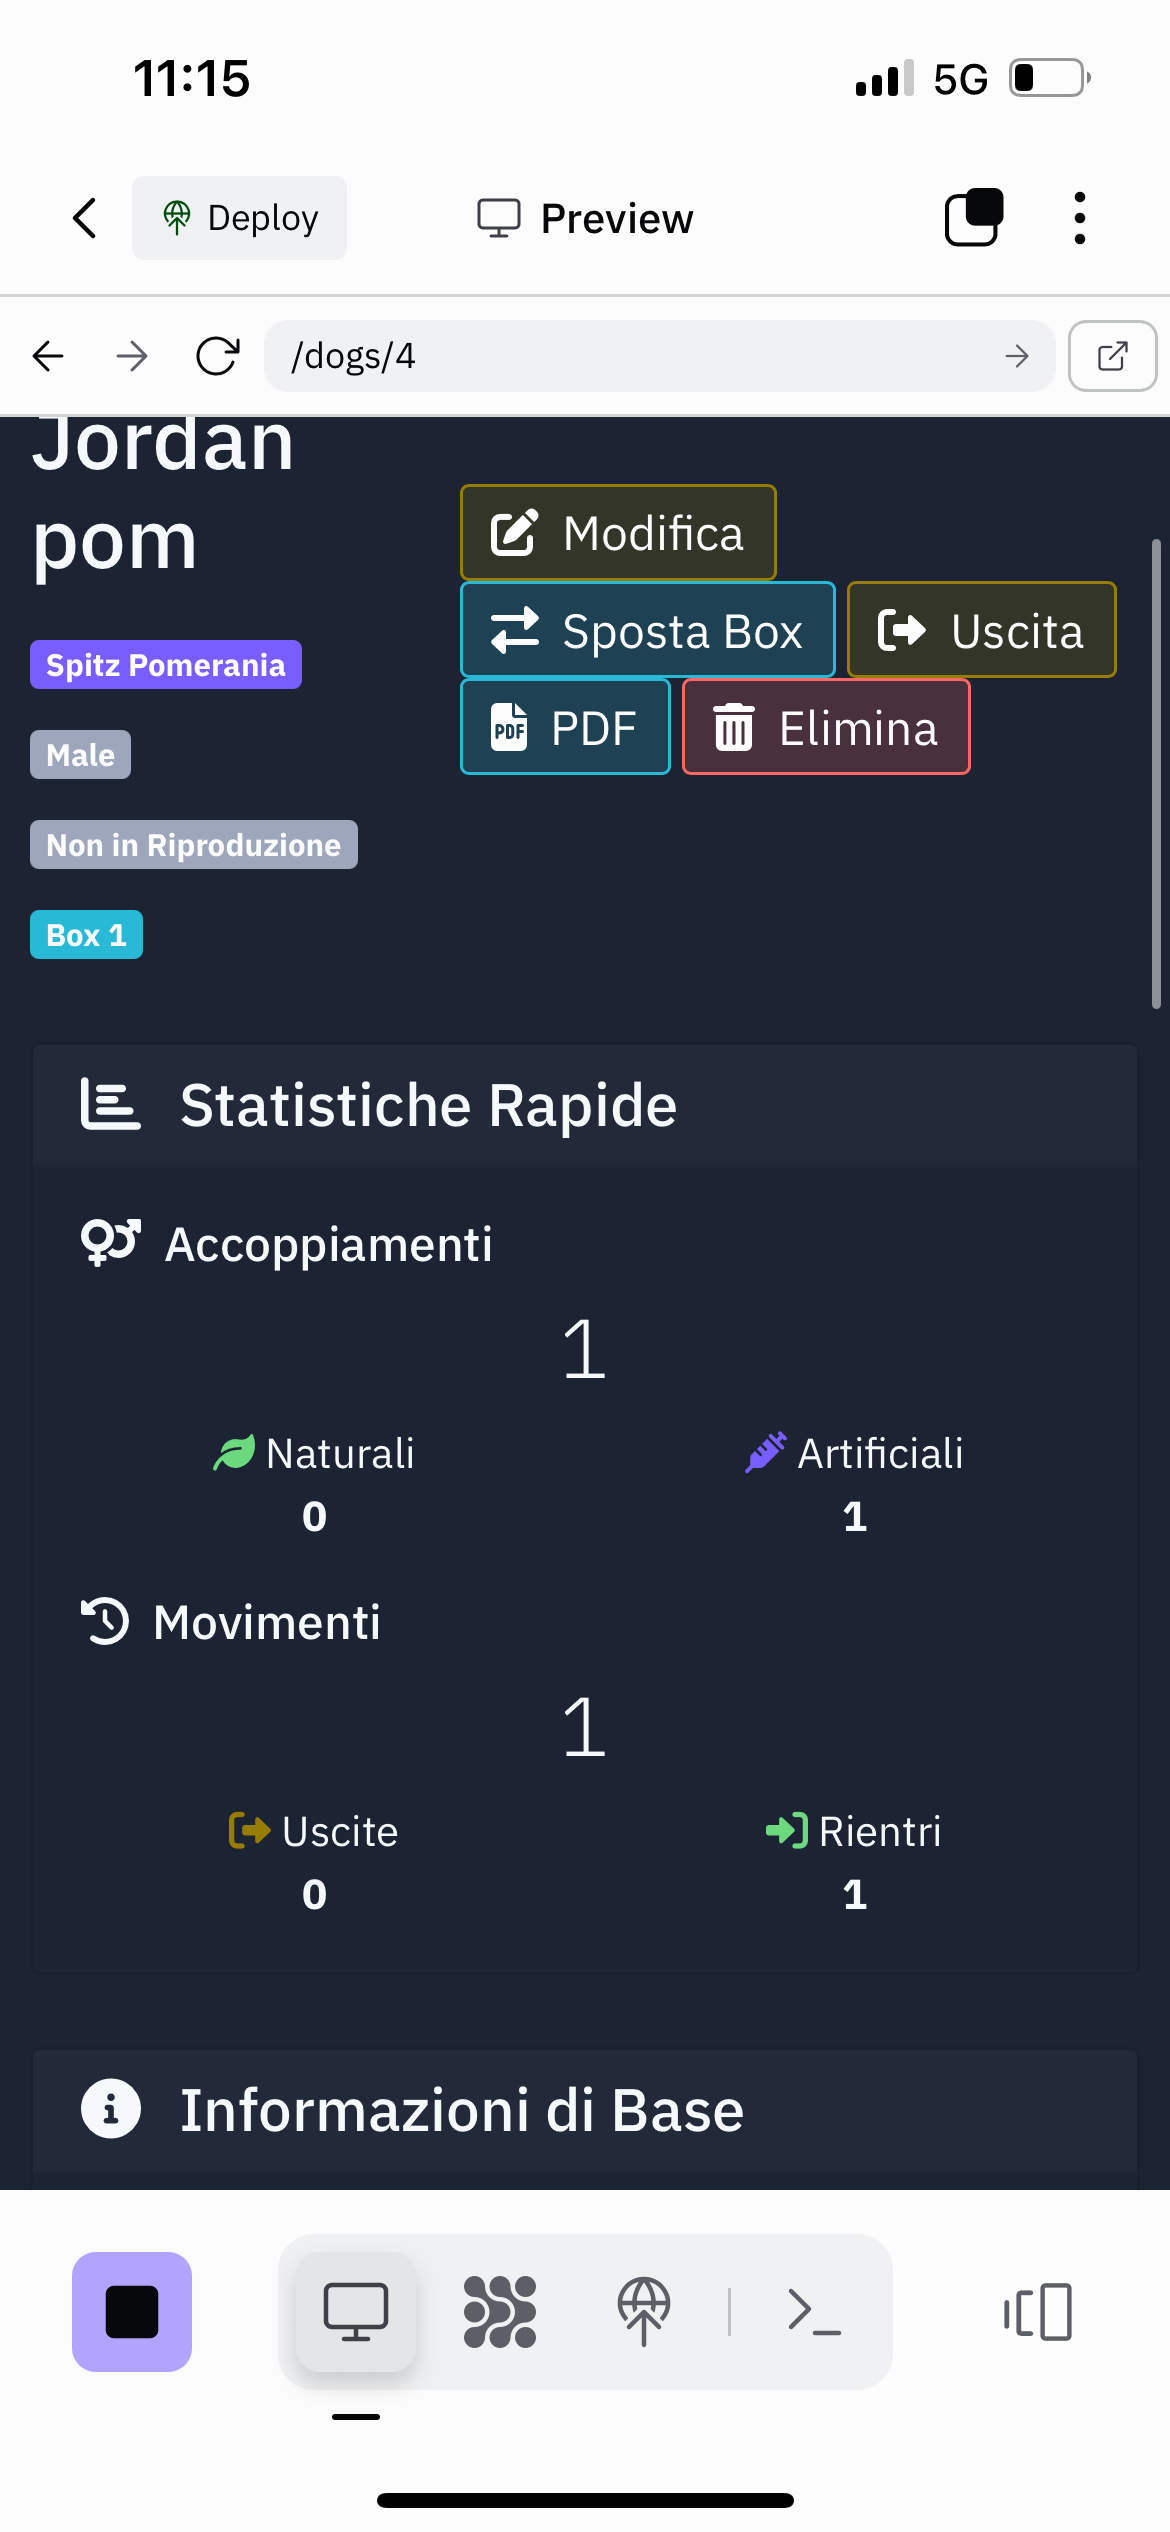 11:15
5G
Deploy
Preview
/dogs/4
Jordan
pom
Modifica
Sposta Box
Uscita
PDF
PDF
Elimina
Spitz Pomerania
Male
Non in Riproduzione
Box 1
Statistiche Rapide
Accoppiamenti
1
Naturali
Artificiali
0
1
Movimenti
1
Uscite
Rientri
0
1
Informazioni di Base